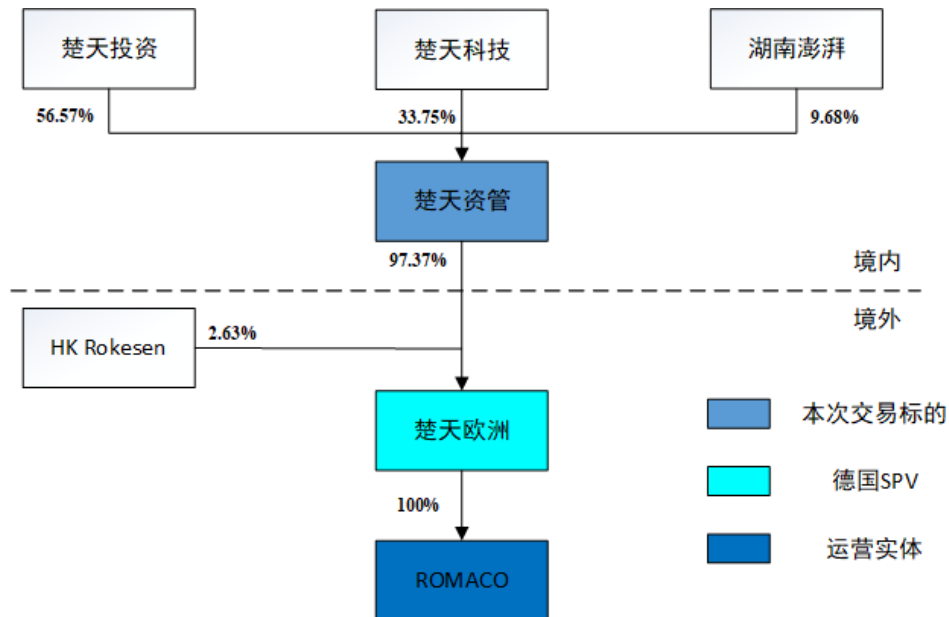 楚天投资
楚天科技
湖南澎湃
56.57%
33.75%
9.68%
楚天资管
97.37%
境内
境外
HK Rokesen
2.63%
楚天欧洲
本次交易标的
德国SPV
100%
运营实体
ROMACO